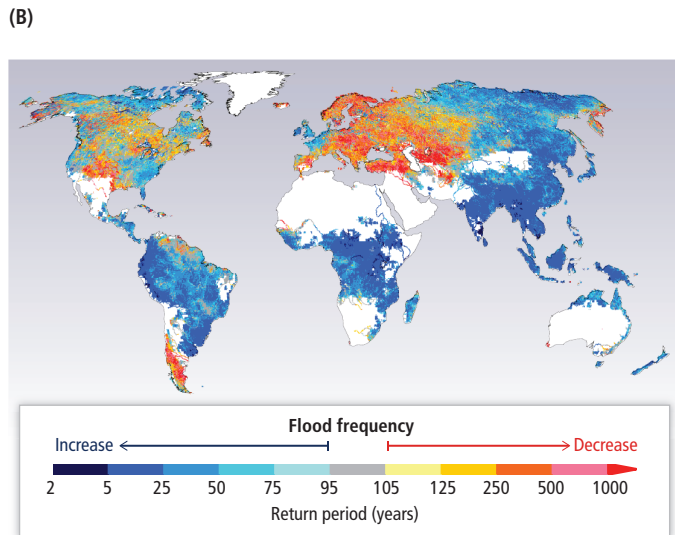 (B)
Flood frequency
Increase Decrease
2 5 25 50 75 95 105 125 250 500 1000
Return period (years)